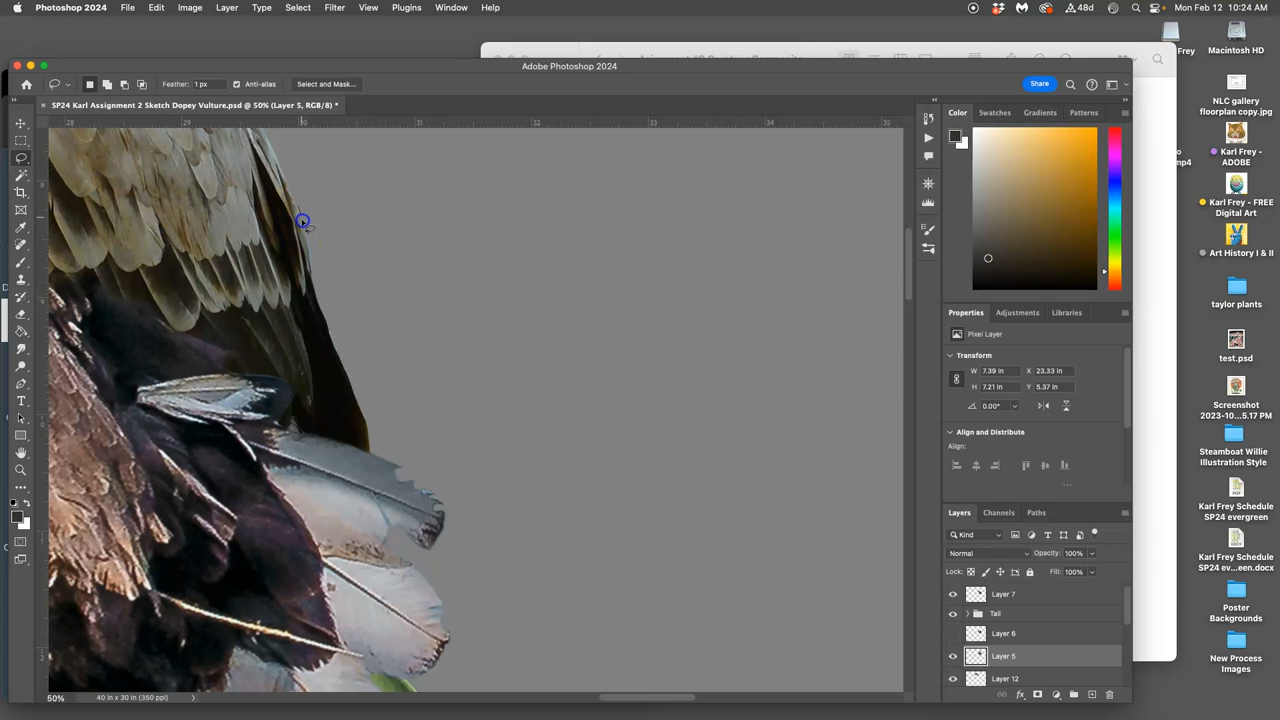 Photoshop 2024 File Edit Image Layer Type Select Filter View Plugins Window Help 48d Mon Feb 12 10:24 AM
Adobe Photoshop 2024
Feather: 1 px Anti-alias Select and Mask... Share
SP24 Karl Assignment 2 Sketch Dopey Vulture.psd @ 50% (Layer 5, RGB/8) *
28 29 30 31 32 33 34 35
Color Swatches Gradients Patterns
Properties Adjustments Libraries
Pixel Layer
Transform
W 7.39 in X 23.33 in
H 7.21 in Y 5.37 in
0.00°
Align and Distribute
Align:
...
Layers Channels Paths
Kind
Normal Opacity: 100%
Lock: Fill: 100%
Layer 7
Tail
Layer 6
Layer 5
Layer 12
50% 40 in x 30 in (350 ppi)
Frey
Macintosh HD
NLC gallery
floorplan copy.jpg
Karl Frey -
ADOBE
mp4
Karl Frey - FREE
Digital Art
Art History I & II
taylor plants
test.psd
Screenshot
2023-10...5.17 PM
Steamboat Willie
Illustration Style
Karl Frey Schedule
SP24 evergreen
Karl Frey Schedule
SP24 ev...een.docx
Poster
Backgrounds
New Process
Images